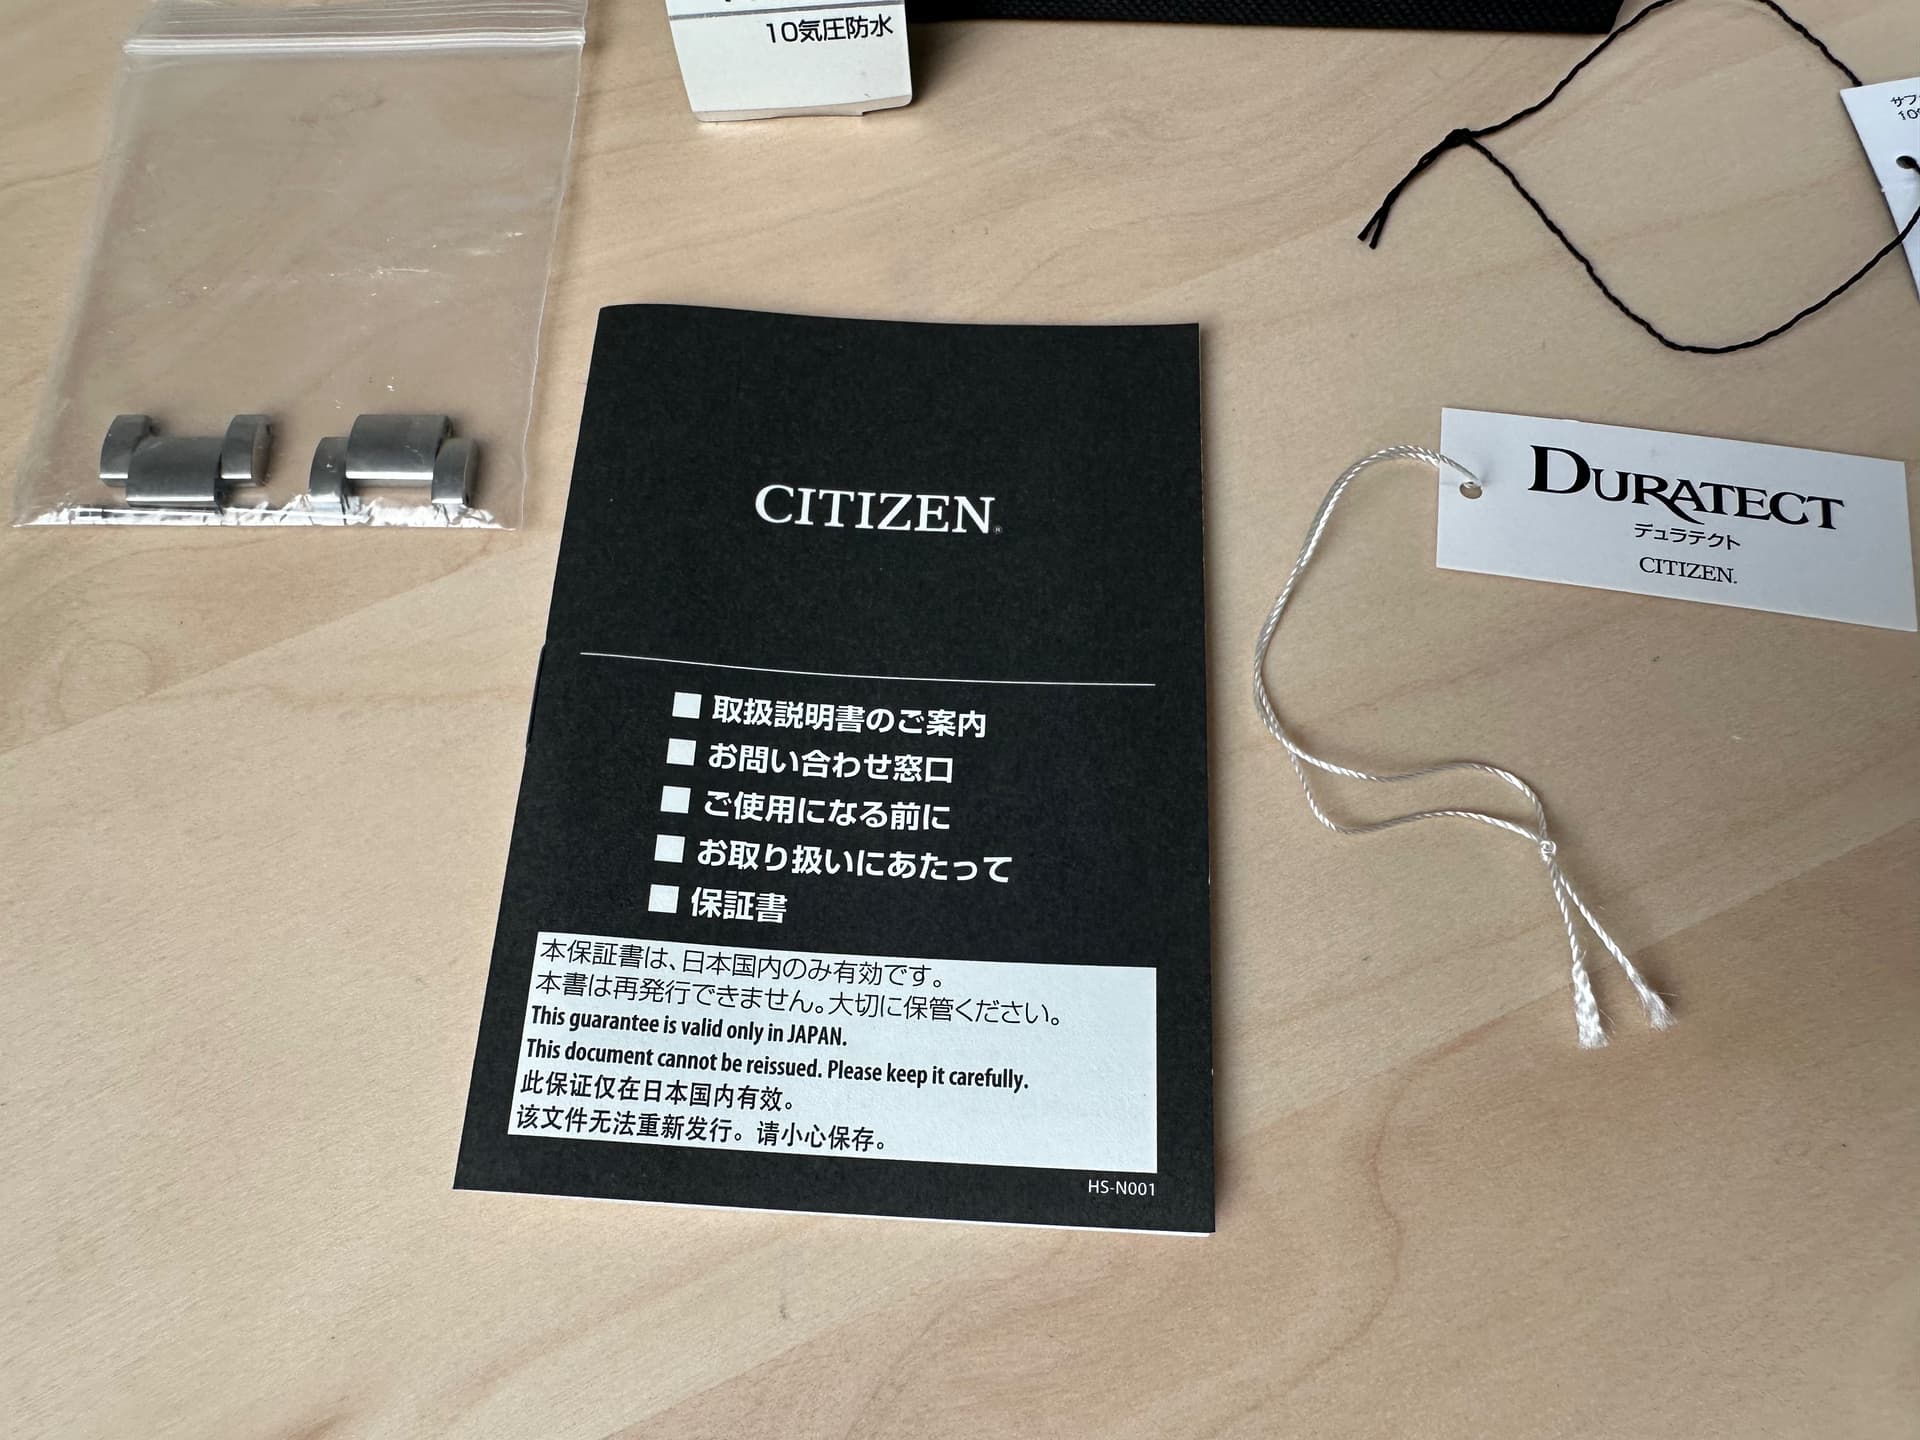 10気圧防水
サフ
CITIZEN
■ 取扱説明書のご案内
■ お問い合わせ窓口
■ ご使用になる前に
■ お取り扱いにあたって
■ 保証書
本保証書は、日本国内のみ有効です。
本書は再発行できません。大切に保管ください。
This guarantee is valid only in JAPAN.
This document cannot be reissued. Please keep it carefully.
此保证仅在日本国内有效。
该文件无法重新发行。请小心保存。
HS-N001
DURATECT
デュラテクト
CITIZEN.